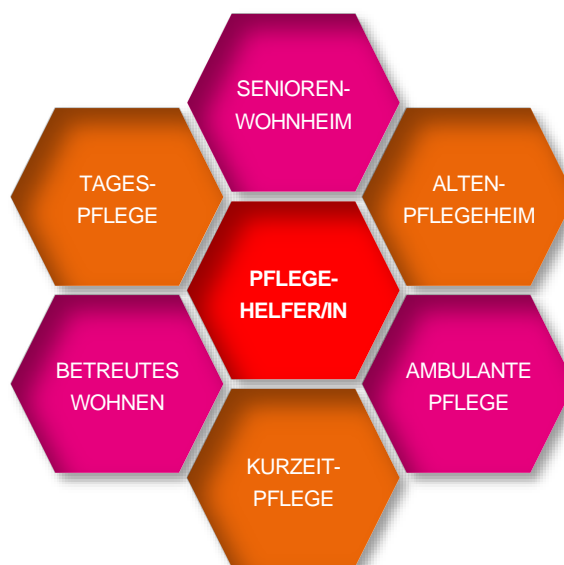 SENIOREN-
WOHNHEIM
TAGES-
PFLEGE
ALTEN-
PFLEGEHEIM
PFLEGE-
HELFER/IN
BETREUTES
WOHNEN
AMBULANTE
PFLEGE
KURZEIT-
PFLEGE